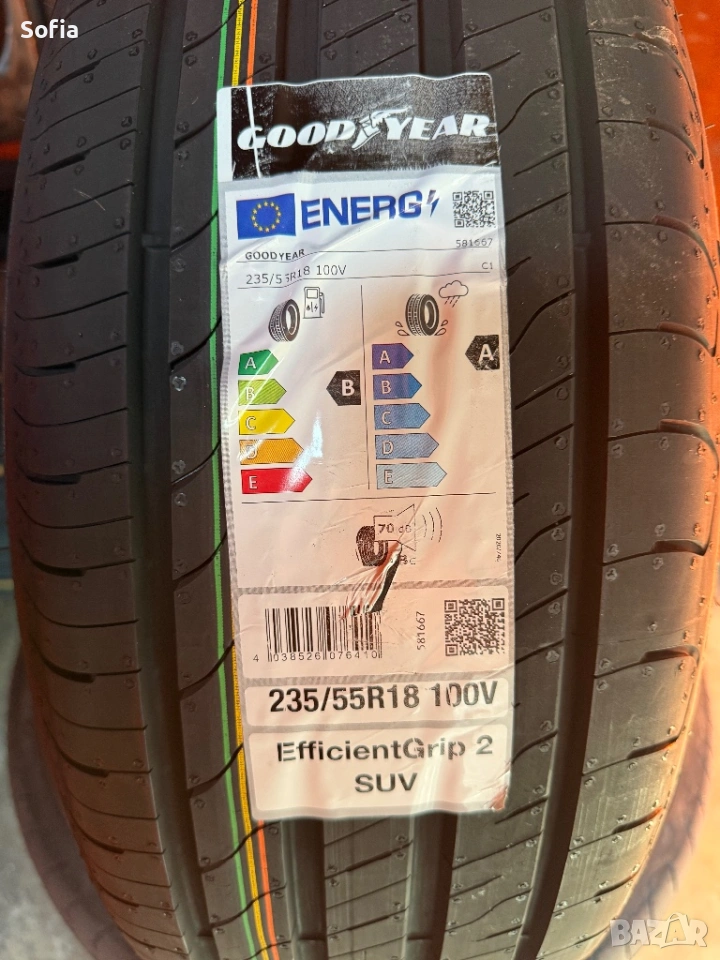 Sofia
GOODYEAR
ENERG
GOODYEAR 581667
235/55R18 100V C1
A A A
B B B
C C
D D
E E
70 dB
4 038526 076410
581667
235/55R18 100V
EfficientGrip 2
SUV
BAZAR